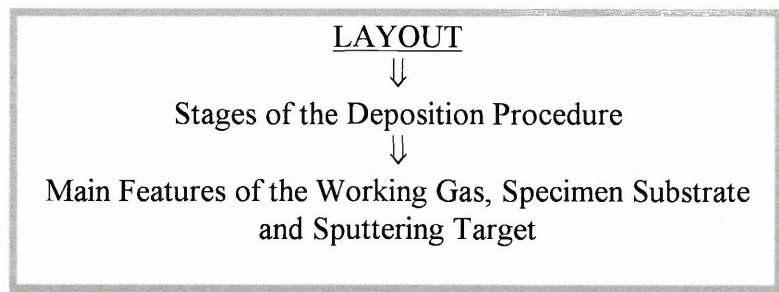 LAYOUT
⇓
Stages of the Deposition Procedure
⇓
Main Features of the Working Gas, Specimen Substrate
and Sputtering Target